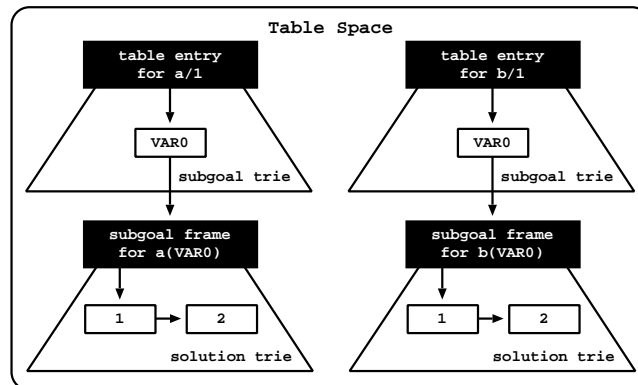 Table Space
table entry
for a/1
VAR0
subgoal trie
subgoal frame
for a(VAR0)
1
2
solution trie
table entry
for b/1
VAR0
subgoal trie
subgoal frame
for b(VAR0)
1
2
solution trie